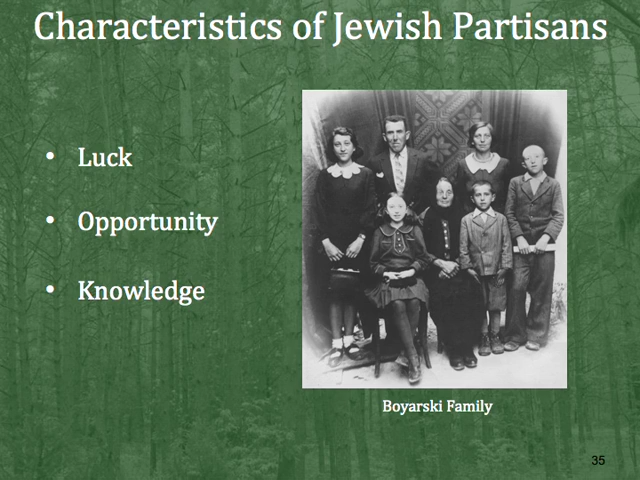 Characteristics of Jewish Partisans
• Luck
• Opportunity
• Knowledge
Boyarski Family
35